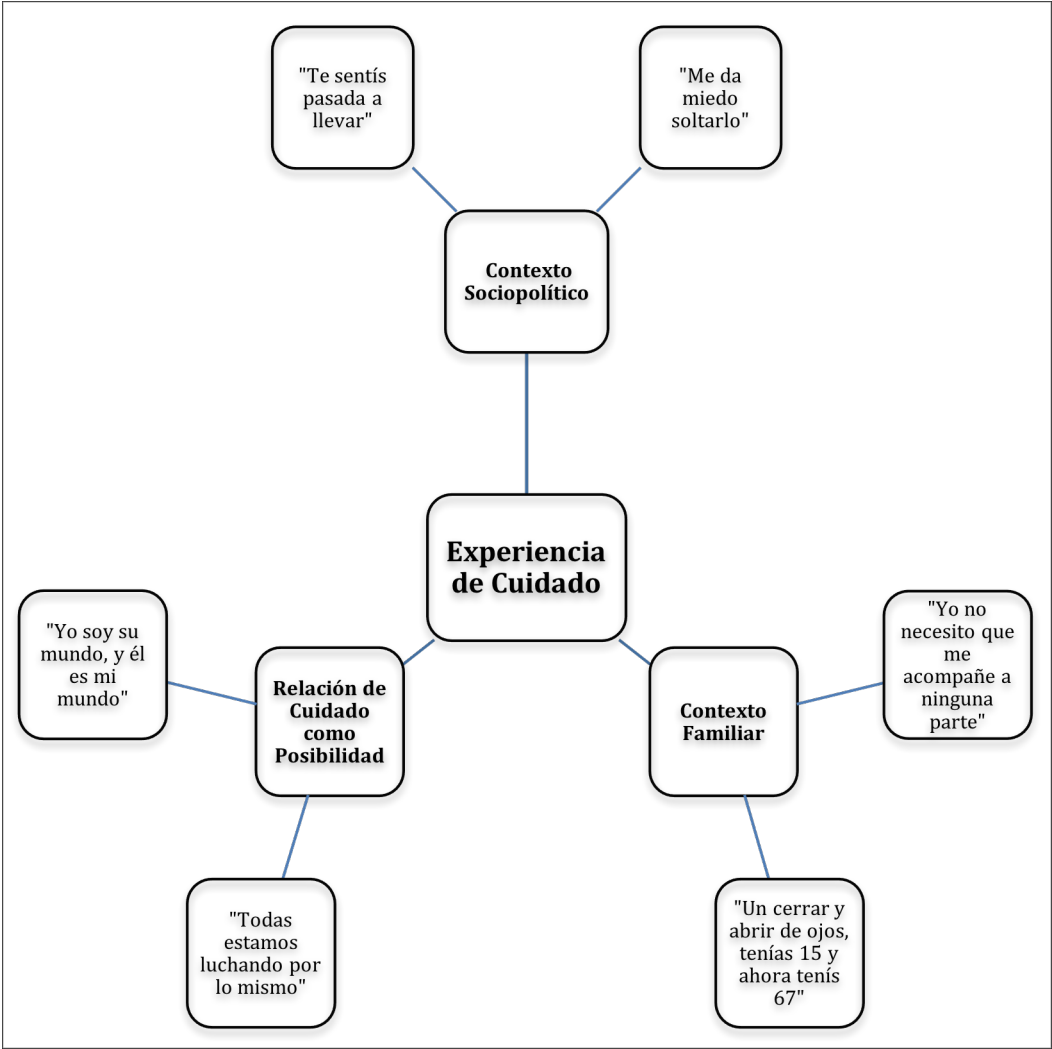 "Te sentís
pasada a
llevar"
"Me da
miedo
soltarlo"
Contexto
Sociopolítico
Experiencia
de Cuidado
"Yo soy su
mundo, y él
es mi
mundo"
Relación de
Cuidado
como
Posibilidad
Contexto
Familiar
"Yo no
necesito que
me
acompañe a
ninguna
parte"
"Todas
estamos
luchando por
lo mismo"
"Un cerrar y
abrir de ojos,
tenías 15 y
ahora tenís
67"